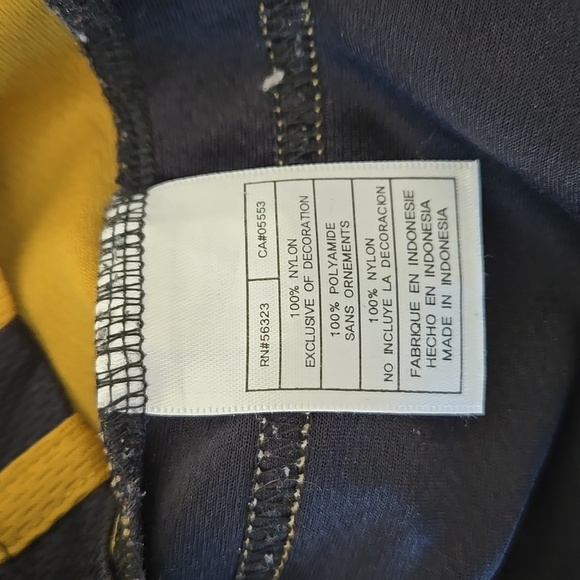 RN#56323 CA#05553
100% NYLON
EXCLUSIVE OF DECORATION
100% POLYAMIDE
SANS ORNEMENTS
100% NYLON
NO INCLUYE LA DECORACION
FABRIQUE EN INDONESIE
HECHO EN INDONESIA
MADE IN INDONESIA